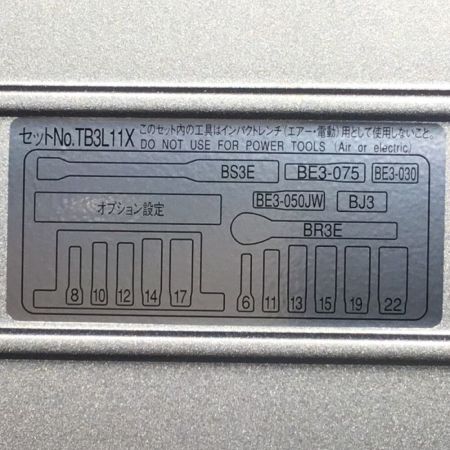 セットNo.TB3L11X このセット内の工具はインパクトレンチ（エアー・電動）用として使用しないこと。
DO NOT USE FOR POWER TOOLS (Air or electric)
BS3E BE3-075 BE3-030
オプション設定 BE3-050JW BJ3
BR3E
8 10 12 14 17 6 11 13 15 19 22